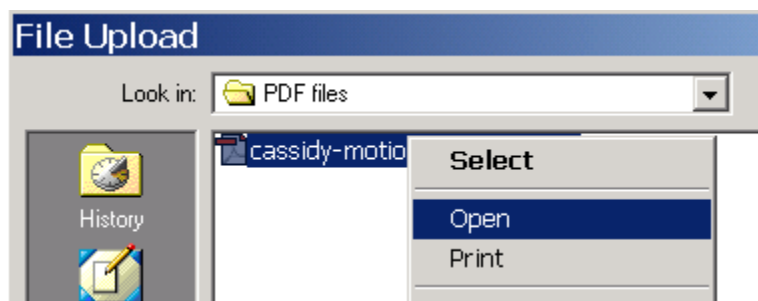 File Upload
Look in: PDF files
cassidy-motio
Select
History
Open
Print